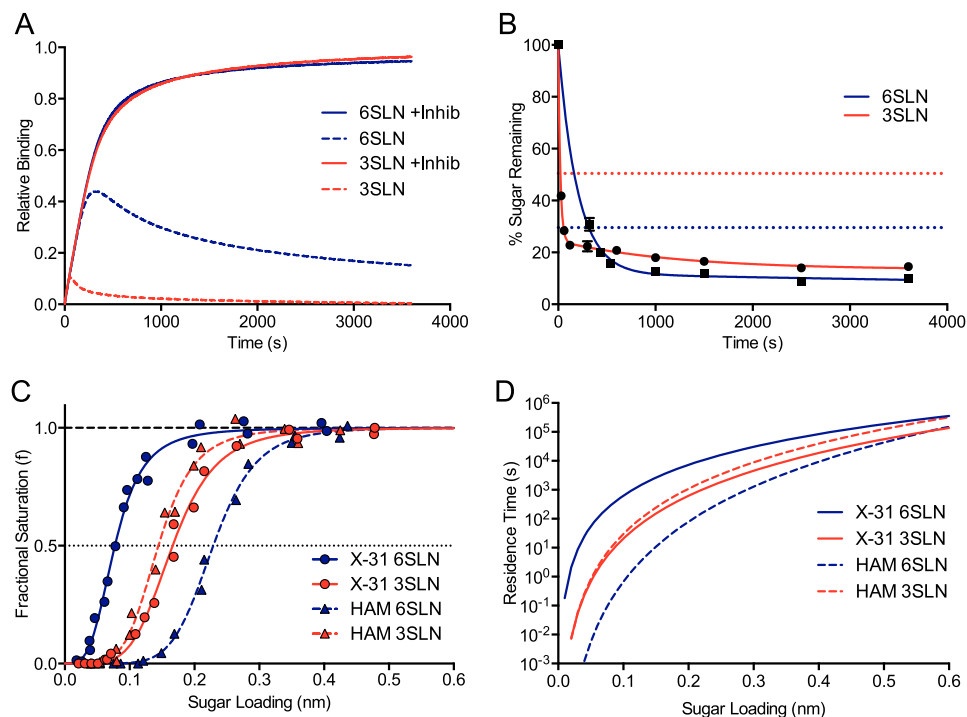 A
1.0
0.8
0.6
0.4
0.2
0.0
Relative Binding
6SLN +Inhib
6SLN
3SLN +Inhib
3SLN
0
1000
2000
3000
4000
Time (s)
B
100
80
60
40
20
0
% Sugar Remaining
6SLN
3SLN
0
1000
2000
3000
4000
Time (s)
C
1.0
0.5
0.0
Fractional Saturation (f)
X-31 6SLN
X-31 3SLN
HAM 6SLN
HAM 3SLN
0.0
0.1
0.2
0.3
0.4
0.5
0.6
Sugar Loading (nm)
D
10⁶
10⁵
10⁴
10³
10²
10¹
10⁰
10⁻¹
10⁻²
10⁻³
Residence Time (s)
X-31 6SLN
X-31 3SLN
HAM 6SLN
HAM 3SLN
0.0
0.1
0.2
0.3
0.4
0.5
0.6
Sugar Loading (nm)